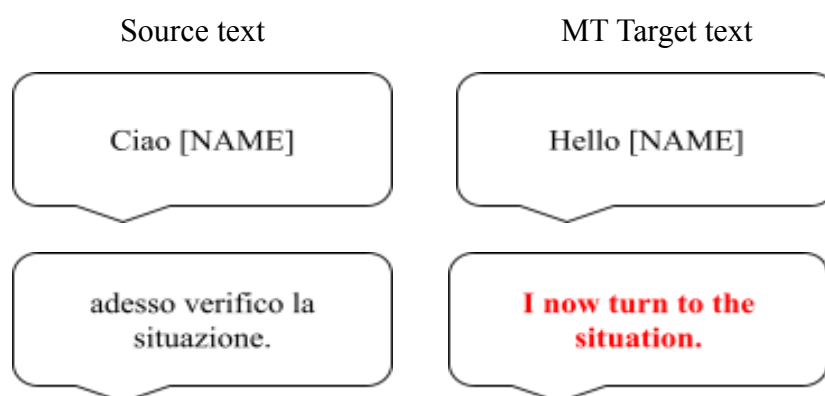 Source text
MT Target text
Ciao [NAME]
Hello [NAME]
adesso verifico la
situazione.
I now turn to the
situation.